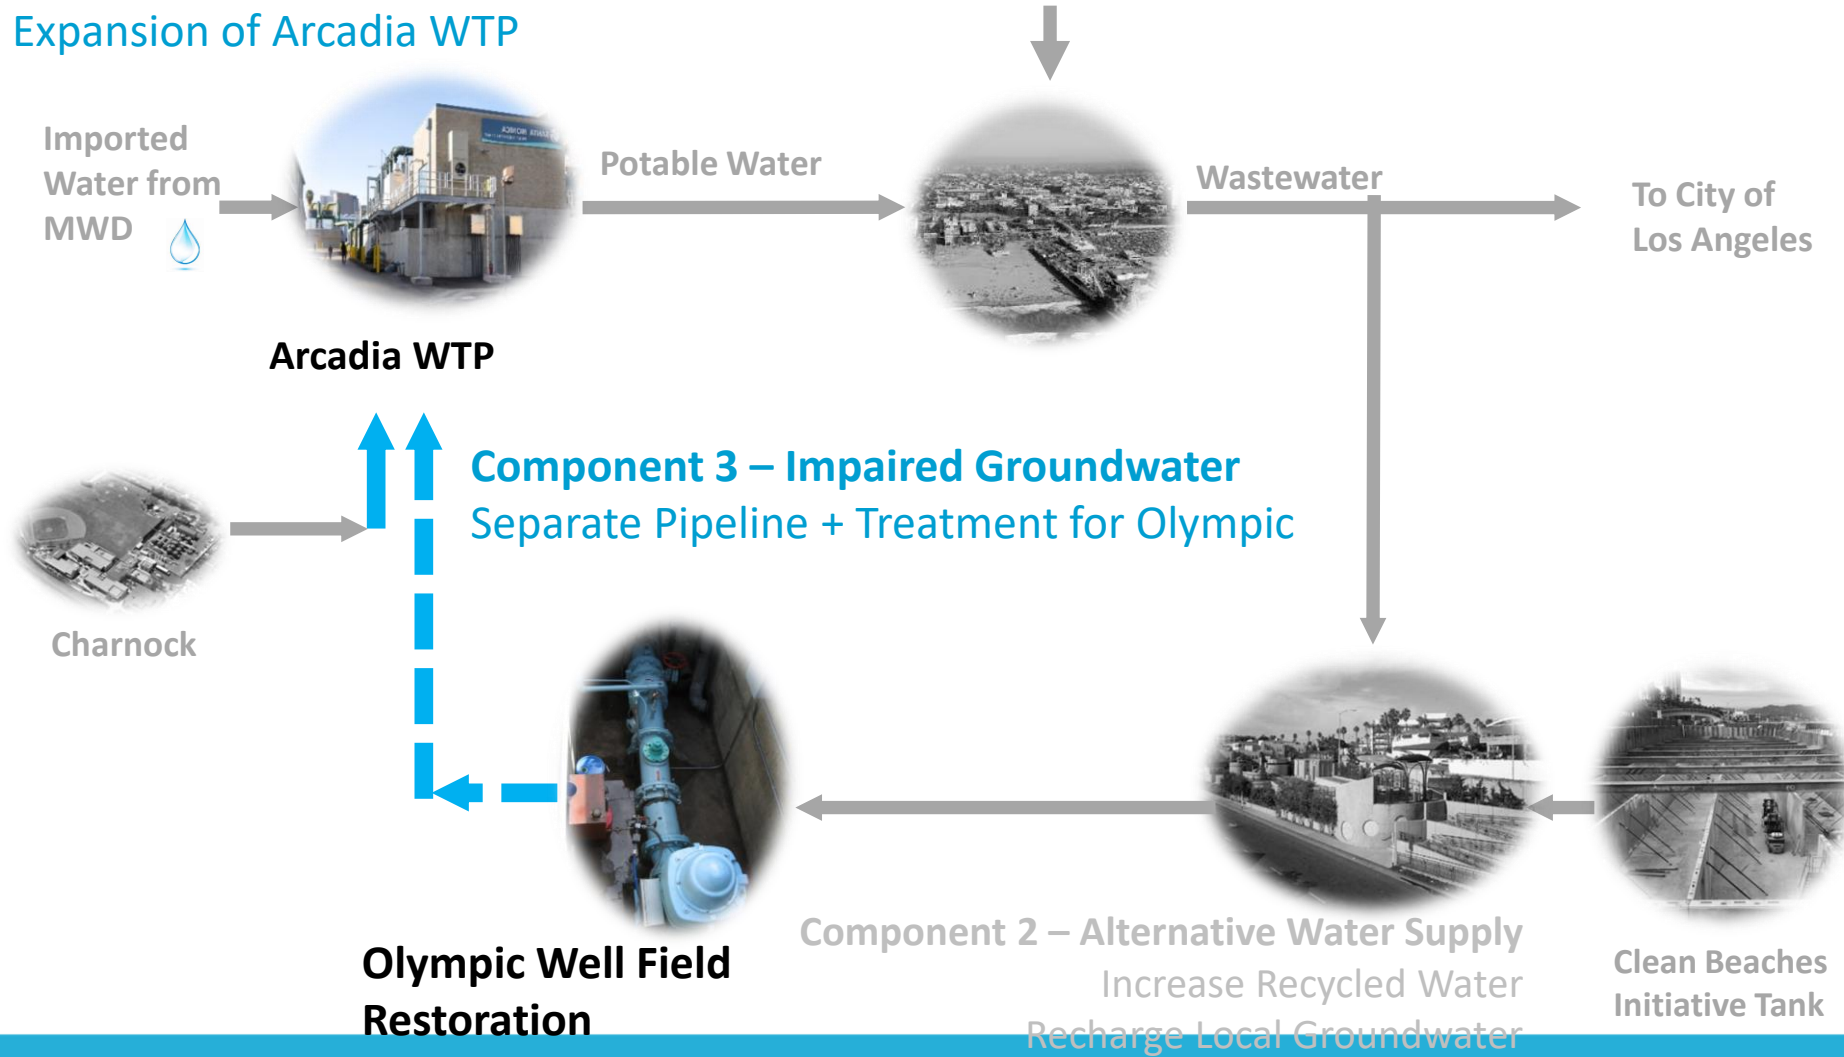 Expansion of Arcadia WTP
Imported
Water from
MWD
Potable Water
Wastewater
To City of
Los Angeles
Arcadia WTP
Component 3 – Impaired Groundwater
Separate Pipeline + Treatment for Olympic
Charnock
Olympic Well Field
Restoration
Component 2 – Alternative Water Supply
Increase Recycled Water
Recharge Local Groundwater
Clean Beaches
Initiative Tank